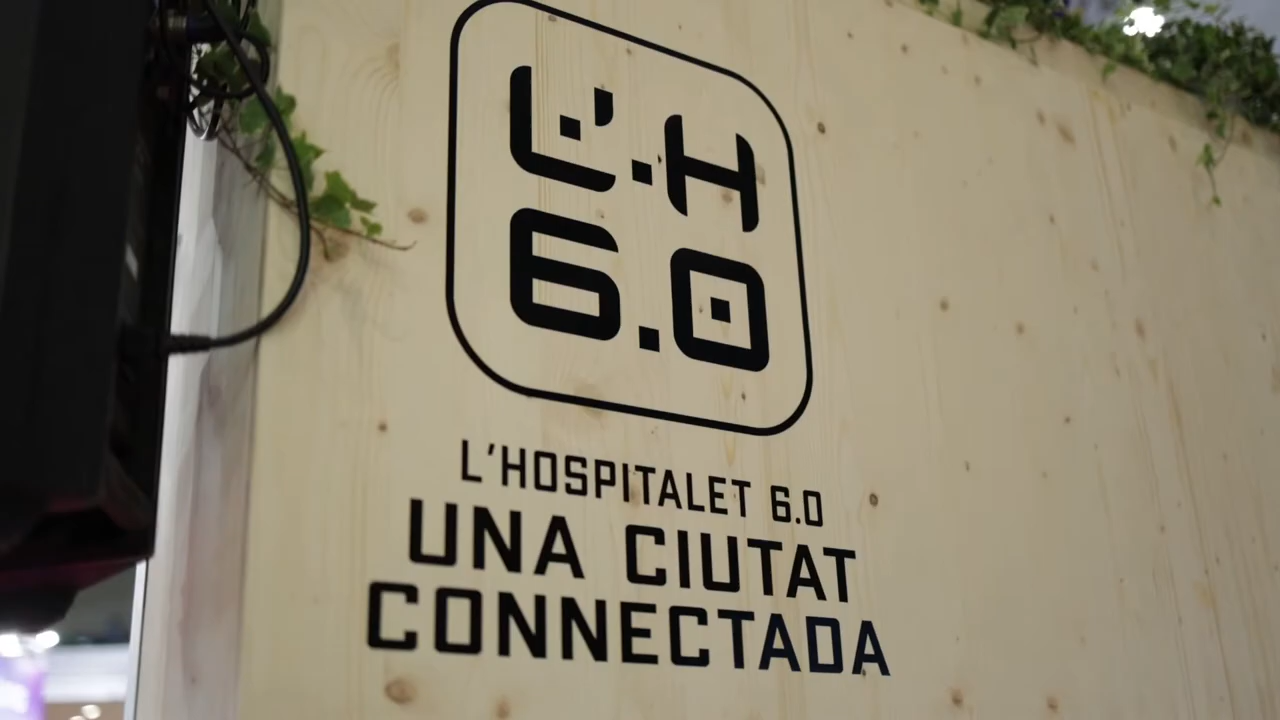 L'H
6.0
L'HOSPITALET 6.0
UNA CIUTAT
CONNECTADA